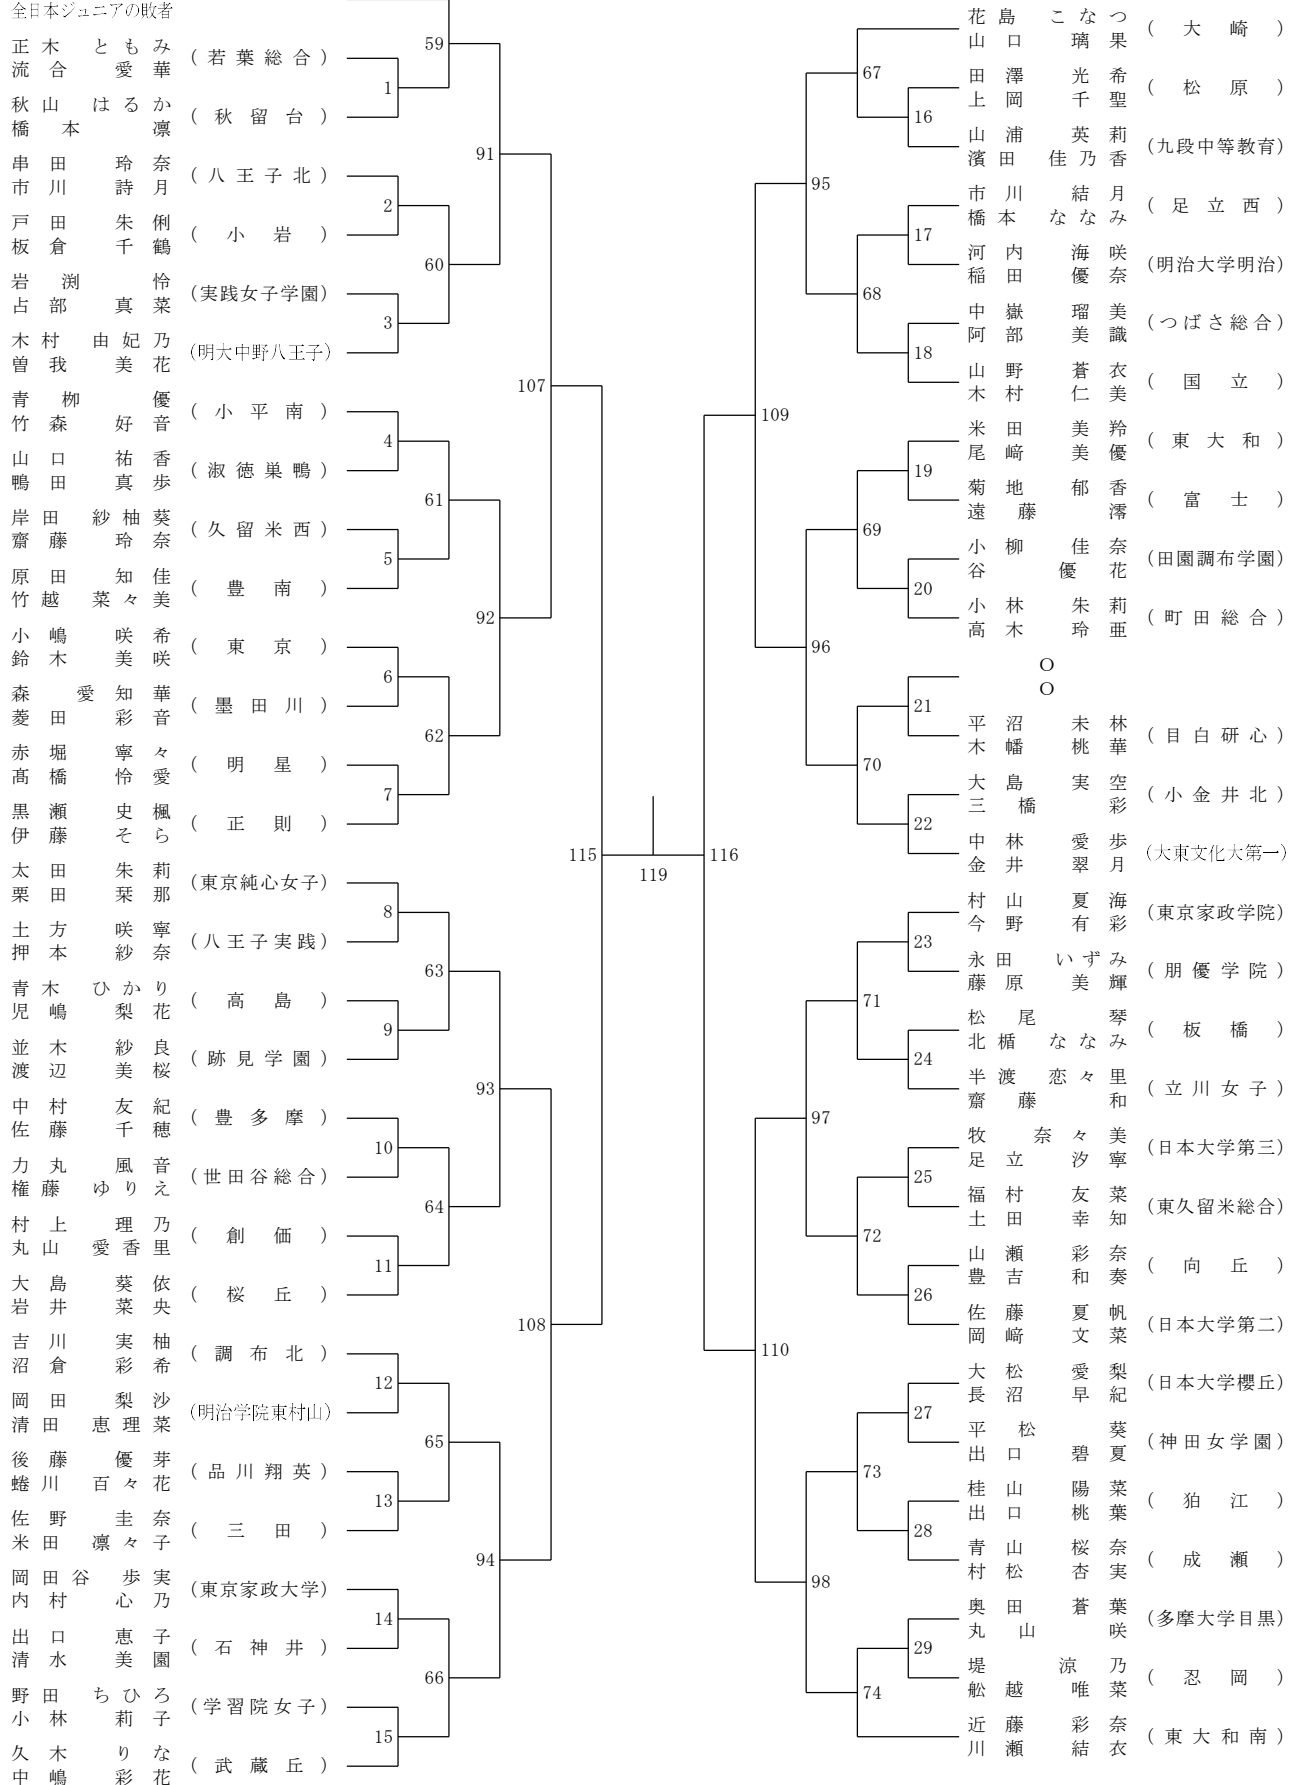 全日本ジュニアの敗者
正木 ともみ
流合 愛華
(若葉総合)
秋山 はるか
橋本 凛
(秋留台)
串田 玲奈
市川 詩月
(八王子北)
戸田 朱俐
板倉 千鶴
(小岩)
岩渕 怜
占部 真菜
(実践女子学園)
木村 由妃乃
曽我 美花
(明大中野八王子)
青柳 優
竹森 好音
(小平南)
山口 祐香
鴨田 真歩
(淑徳巣鴨)
岸田 紗柚葵
齋藤 玲奈
(久留米西)
原田 知佳
竹越 菜々美
(豊南)
小嶋 咲希
鈴木 美咲
(東京)
森 愛知華
菱田 彩音
(墨田川)
赤堀 寧々
髙橋 怜愛
(明星)
黒瀬 史楓
伊藤 そら
(正則)
太田 朱莉
栗田 栞那
(東京純心女子)
土方 咲寧
押本 紗奈
(八王子実践)
青木 ひかり
児嶋 梨花
(高島)
並木 紗良
渡辺 美桜
(跡見学園)
中村 友紀
佐藤 千穂
(豊多摩)
力丸 風音
権藤 ゆりえ
(世田谷総合)
村上 理乃
丸山 愛香里
(創価)
大島 葵依
岩井 菜央
(桜丘)
吉川 実柚
沼倉 彩希
(調布北)
岡田 梨沙
清田 恵理菜
(明治学院東村山)
後藤 優芽
蜷川 百々花
(品川翔英)
佐野 圭奈
米田 凛々子
(三田)
岡田谷 歩実
内村 心乃
(東京家政大学)
出口 恵子
清水 美園
(石神井)
野田 ちひろ
小林 莉子
(学習院女子)
久木 りな
中嶋 彩花
(武蔵丘)
1
2
3
4
5
6
7
8
9
10
11
12
13
14
15
59
60
61
62
63
64
65
66
91
92
93
94
107
108
115
119
116
109
110
95
96
97
98
67
68
69
70
71
72
73
74
16
17
18
19
20
21
22
23
24
25
26
27
28
29
花島 こなつ
山口 璃果
(大崎)
田澤 光希
上岡 千聖
(松原)
山浦 英莉
濱田 佳乃香
(九段中等教育)
市川 結月
橋本 ななみ
(足立西)
河内 海咲
稲田 優奈
(明治大学明治)
中嶽 瑠美
阿部 美識
(つばさ総合)
山野 蒼衣
木村 仁美
(国立)
米田 美羚
尾﨑 美優
(東大和)
菊地 郁香
遠藤 澪
(富士)
小柳 佳奈
谷 優花
(田園調布学園)
小林 朱莉
高木 玲亜
(町田総合)
○
○
平沼 未林
木幡 桃華
(目白研心)
大島 実空
三橋 彩
(小金井北)
中林 愛歩
金井 翠月
(大東文化大第一)
村山 夏海
今野 有彩
(東京家政学院)
永田 いずみ
藤原 美輝
(朋優学院)
松尾 琴
北楯 ななみ
(板橋)
半渡 恋々里
齋藤 和
(立川女子)
牧 奈々美
足立 汐寧
(日本大学第三)
福村 友菜
土田 幸知
(東久留米総合)
山瀬 彩奈
豊吉 和奏
(向丘)
佐藤 夏帆
岡﨑 文菜
(日本大学第二)
大松 愛梨
長沼 早紀
(日本大学櫻丘)
平松 葵
出口 碧夏
(神田女学園)
桂山 陽菜
出口 桃葉
(狛江)
青山 桜奈
村松 杏実
(成瀬)
奥田 蒼葉
丸山 咲
(多摩大学目黒)
堤 涼乃
舩越 唯菜
(忍岡)
近藤 彩奈
川瀬 結衣
(東大和南)